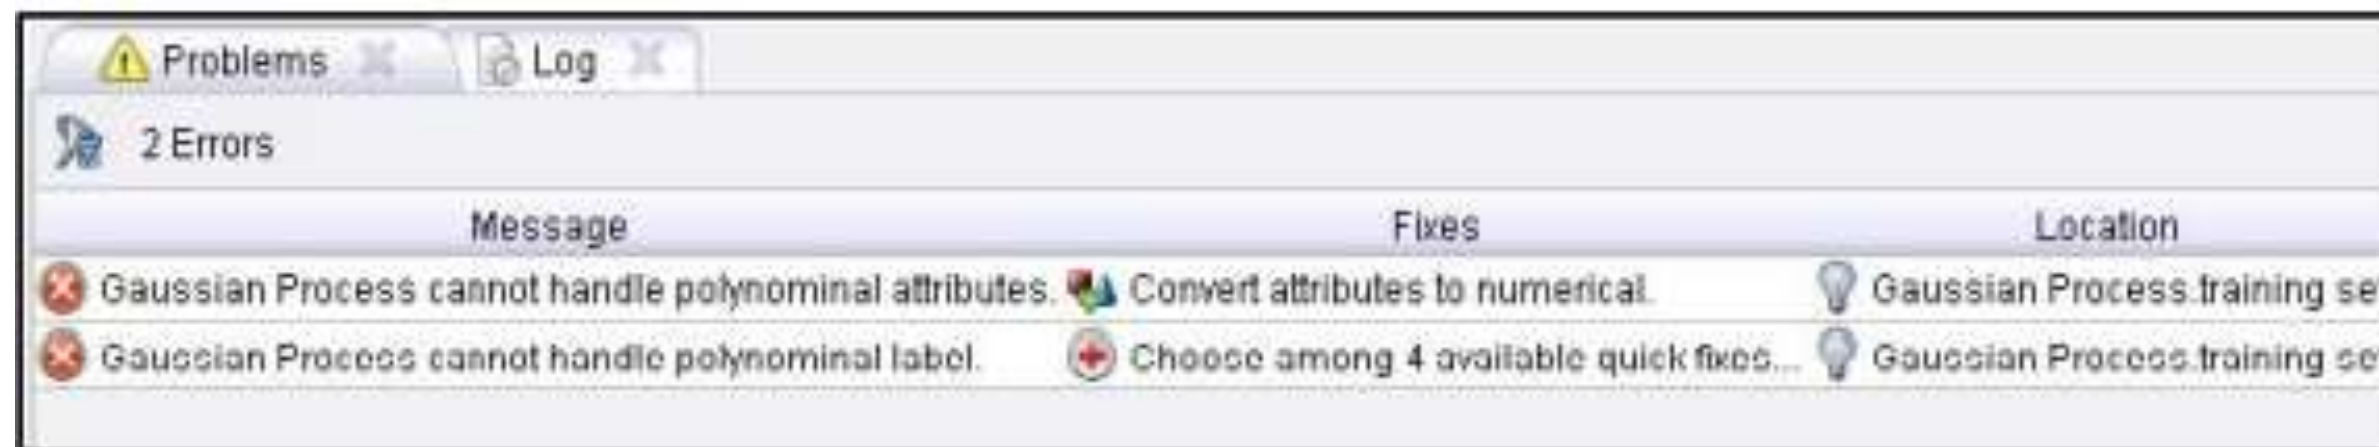 Problems Log
2 Errors
Message Fixes Location
Gaussian Process cannot handle polynominal attributes. Convert attributes to numerical. Gaussian Process.training se
Gaussian Process cannot handle polynominal label. Choose among 4 available quick fixes... Gaussian Process.training se